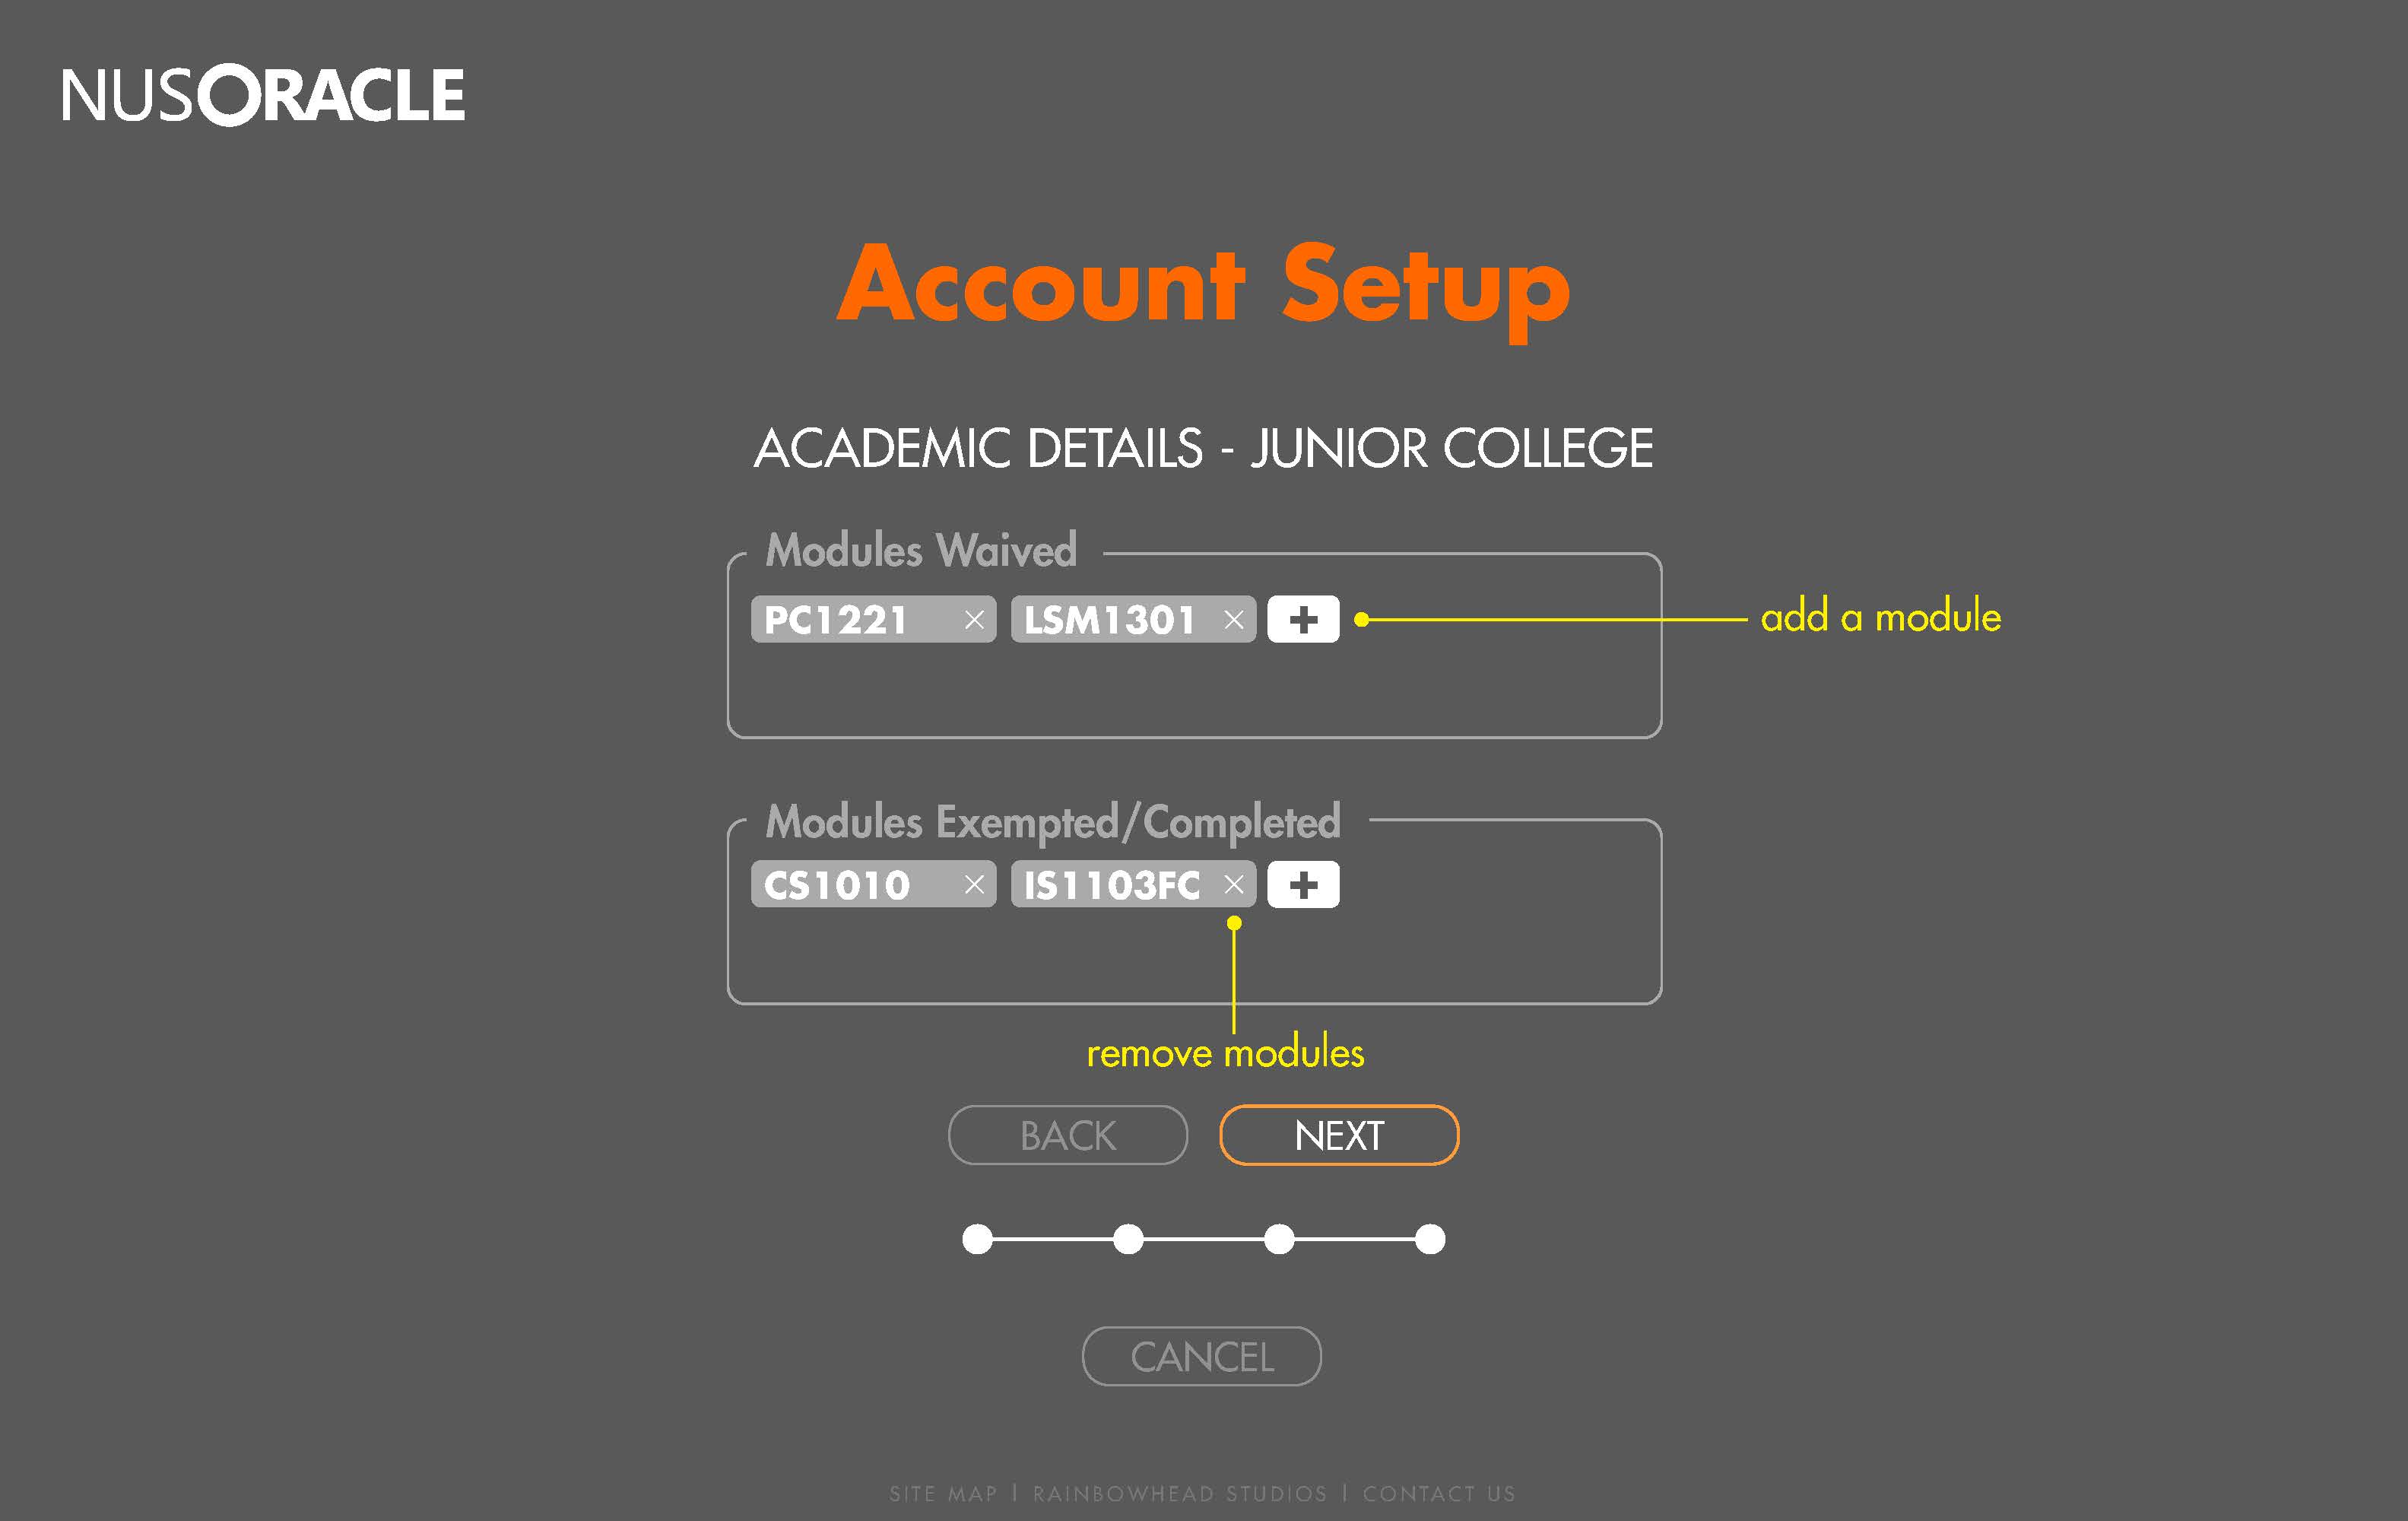 NUSORACLE
Account Setup
ACADEMIC DETAILS - JUNIOR COLLEGE
Modules Waived
PC1221 × LSM1301 × +
add a module
Modules Exempted/Completed
CS1010 × IS1103FC × +
remove modules
BACK NEXT
CANCEL
SITE MAP | RAINBOWHEAD STUDIOS | CONTACT US